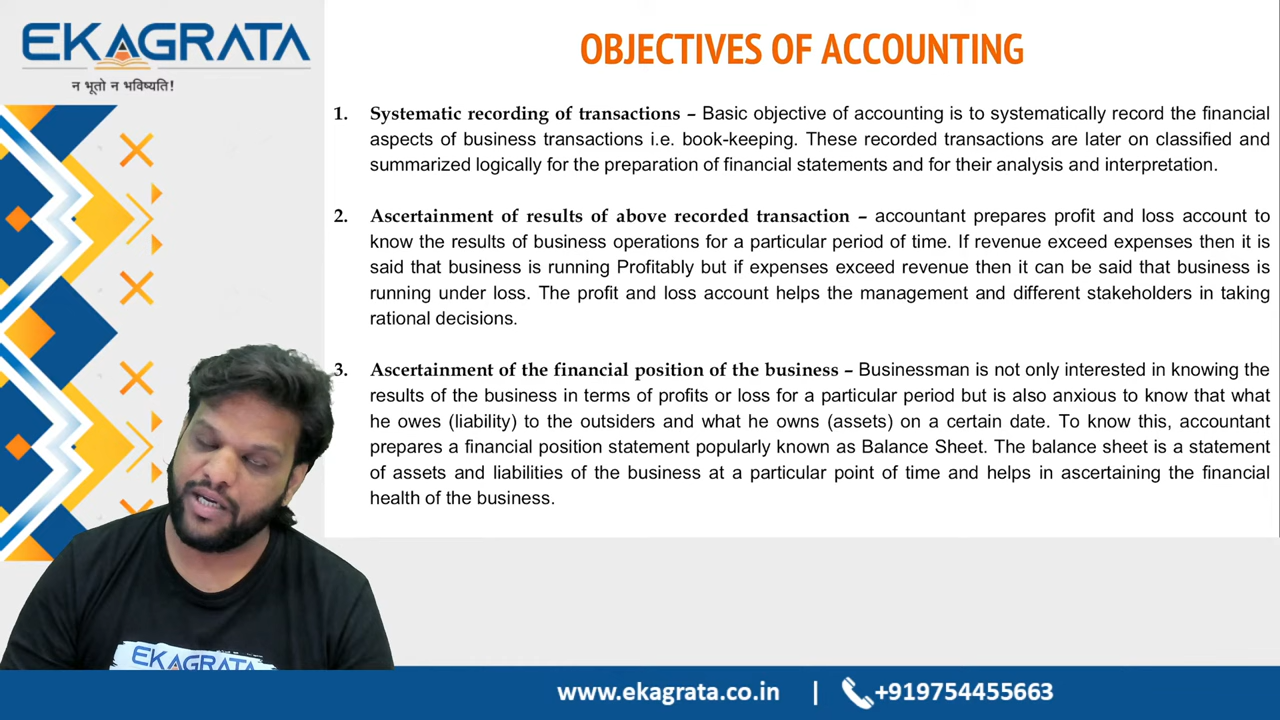 EKAGRATA
न भूतो न भविष्यति!
OBJECTIVES OF ACCOUNTING
1. Systematic recording of transactions – Basic objective of accounting is to systematically record the financial
aspects of business transactions i.e. book-keeping. These recorded transactions are later on classified and
summarized logically for the preparation of financial statements and for their analysis and interpretation.
2. Ascertainment of results of above recorded transaction – accountant prepares profit and loss account to
know the results of business operations for a particular period of time. If revenue exceed expenses then it is
said that business is running Profitably but if expenses exceed revenue then it can be said that business is
running under loss. The profit and loss account helps the management and different stakeholders in taking
rational decisions.
3. Ascertainment of the financial position of the business – Businessman is not only interested in knowing the
results of the business in terms of profits or loss for a particular period but is also anxious to know that what
he owes (liability) to the outsiders and what he owns (assets) on a certain date. To know this, accountant
prepares a financial position statement popularly known as Balance Sheet. The balance sheet is a statement
of assets and liabilities of the business at a particular point of time and helps in ascertaining the financial
health of the business.
EKAGRATA
www.ekagrata.co.in | +919754455663